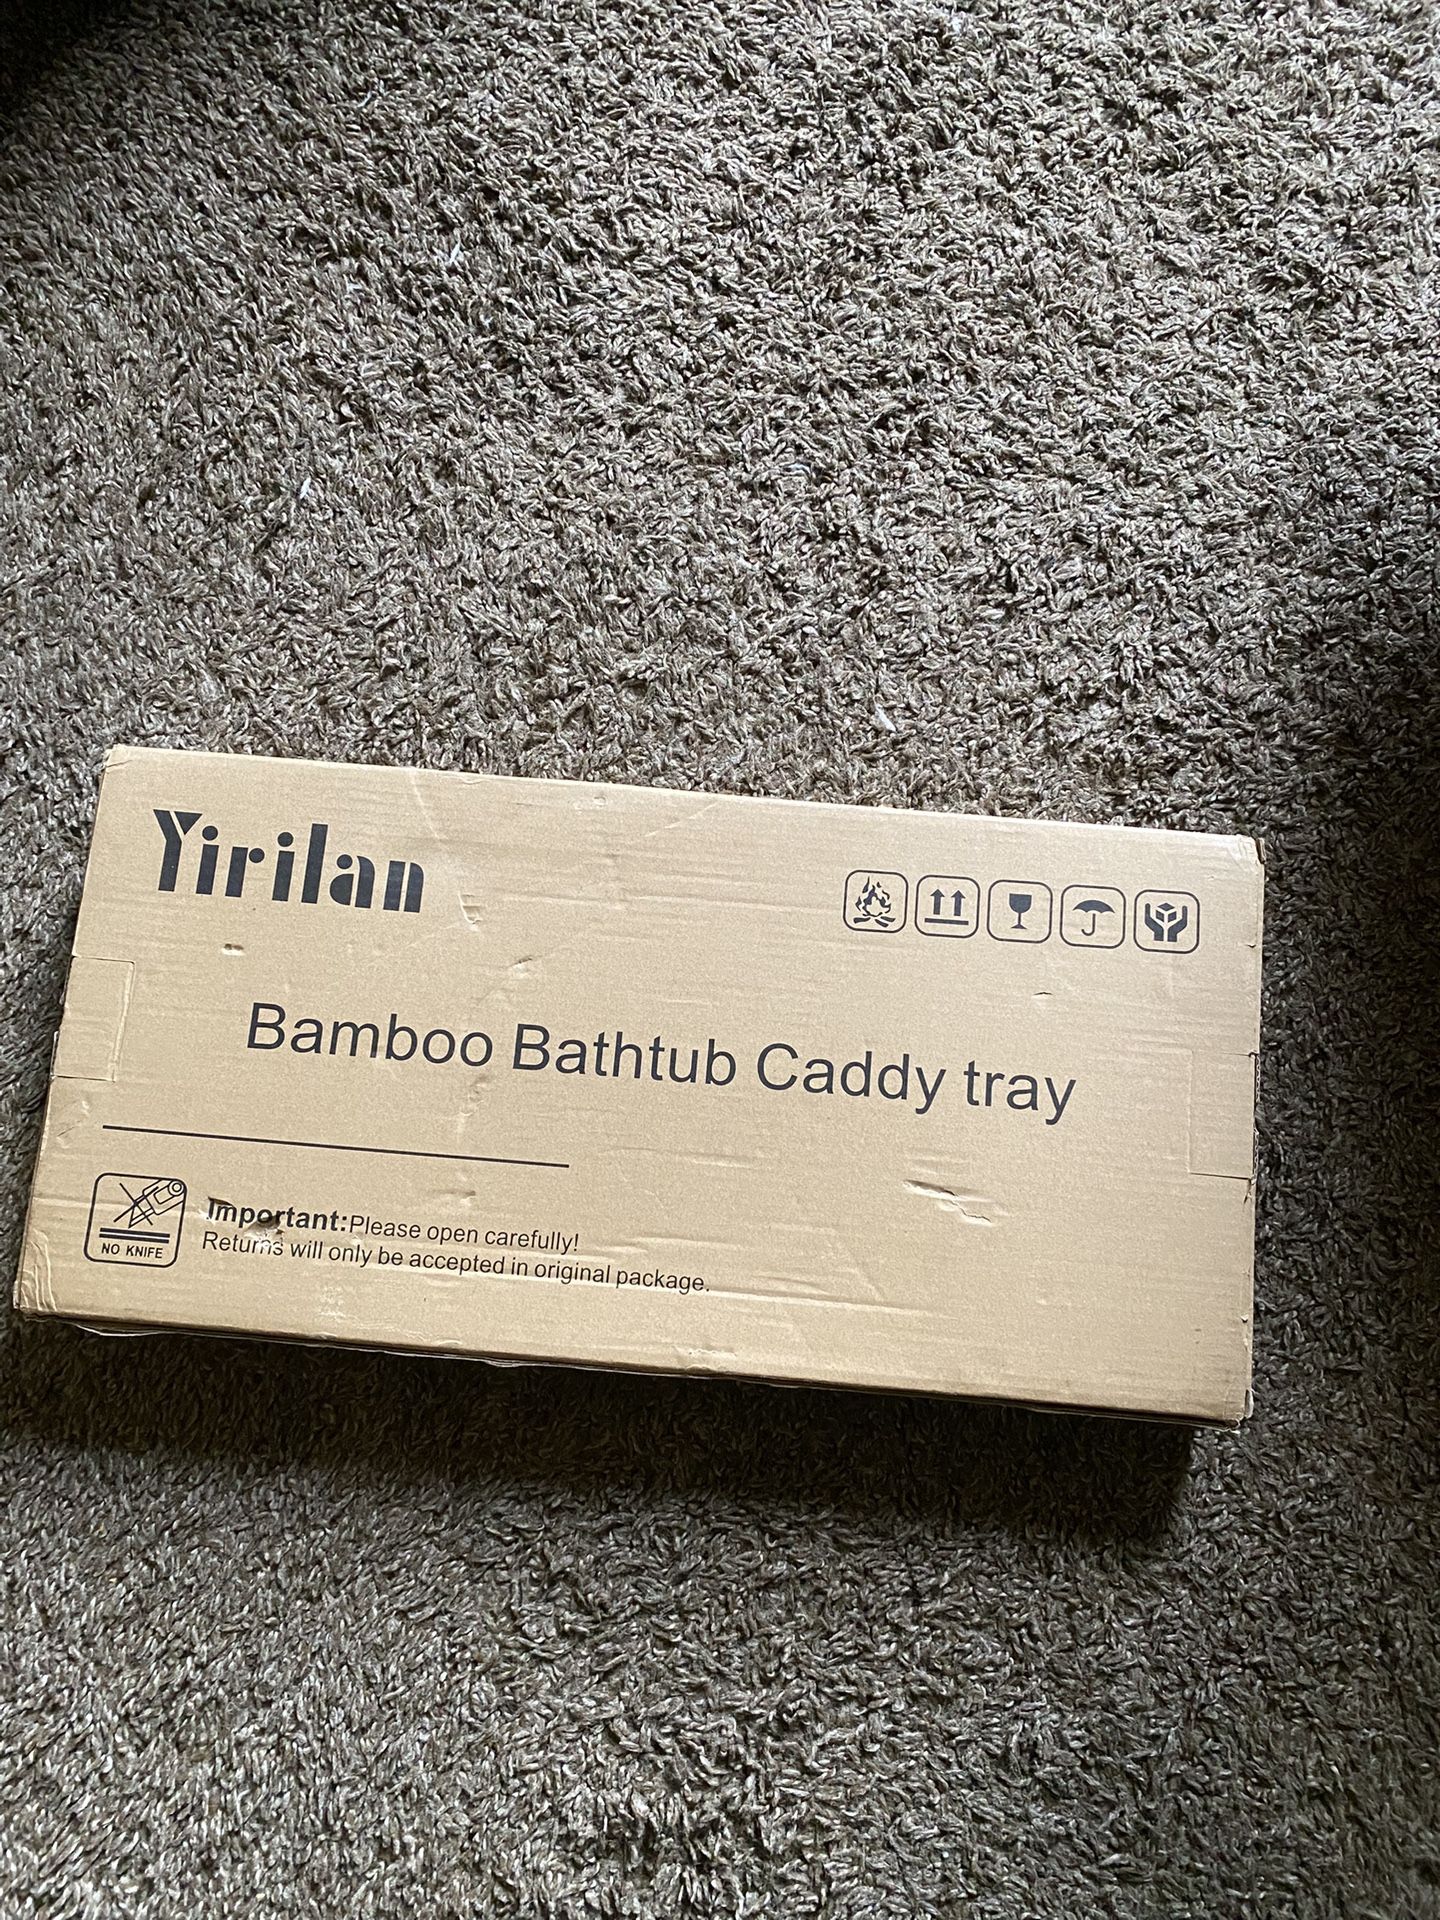 Yirilan
Bamboo Bathtub Caddy tray
NO KNIFE
Important:Please open carefully!
Returns will only be accepted in original package.